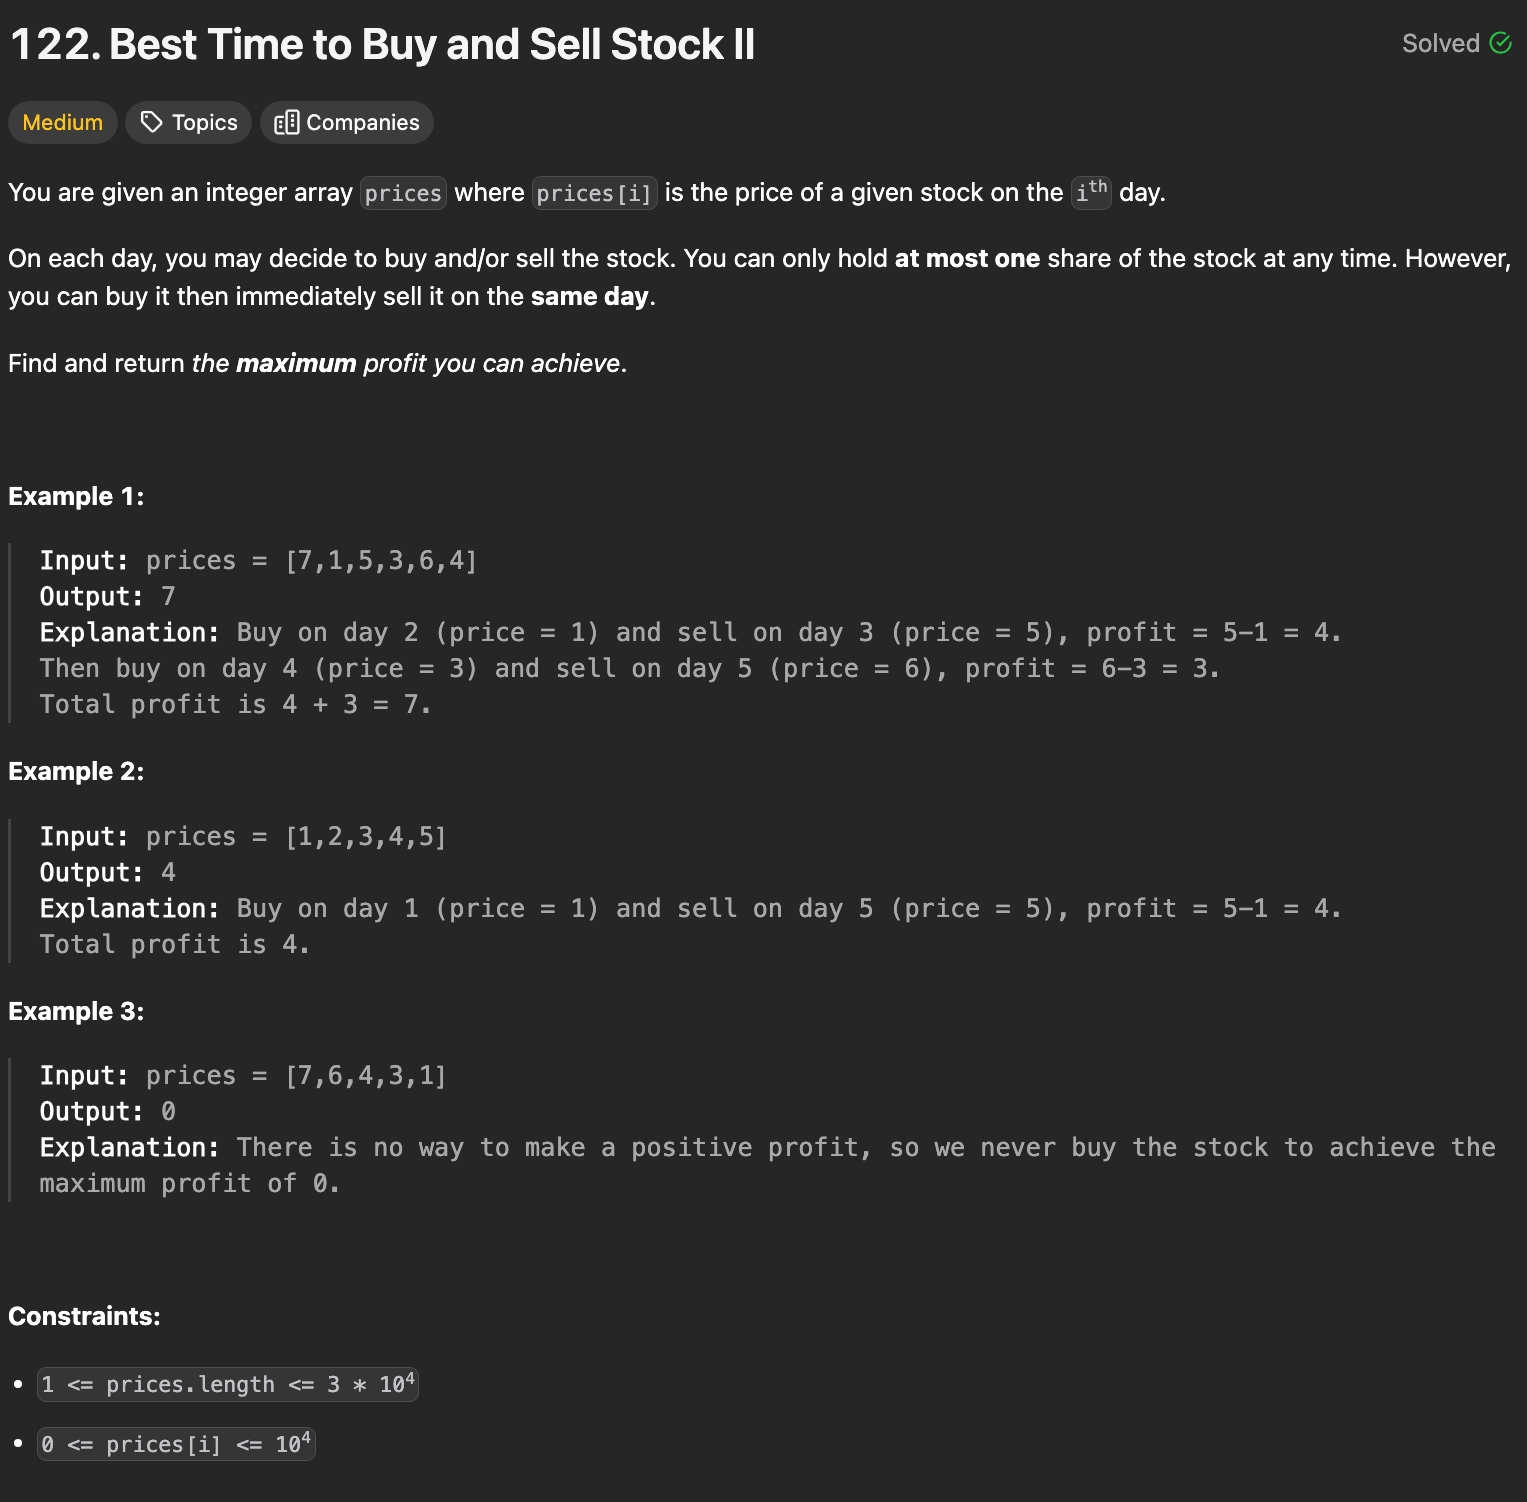 122. Best Time to Buy and Sell Stock II
Solved
Medium
Topics
Companies
You are given an integer array prices where prices[i] is the price of a given stock on the ith day.
On each day, you may decide to buy and/or sell the stock. You can only hold at most one share of the stock at any time. However,
you can buy it then immediately sell it on the same day.
Find and return the maximum profit you can achieve.
Example 1:
Input: prices = [7,1,5,3,6,4]
Output: 7
Explanation: Buy on day 2 (price = 1) and sell on day 3 (price = 5), profit = 5-1 = 4.
Then buy on day 4 (price = 3) and sell on day 5 (price = 6), profit = 6-3 = 3.
Total profit is 4 + 3 = 7.
Example 2:
Input: prices = [1,2,3,4,5]
Output: 4
Explanation: Buy on day 1 (price = 1) and sell on day 5 (price = 5), profit = 5-1 = 4.
Total profit is 4.
Example 3:
Input: prices = [7,6,4,3,1]
Output: 0
Explanation: There is no way to make a positive profit, so we never buy the stock to achieve the
maximum profit of 0.
Constraints:
• 1 <= prices.length <= 3 * 10⁴
• 0 <= prices[i] <= 10⁴